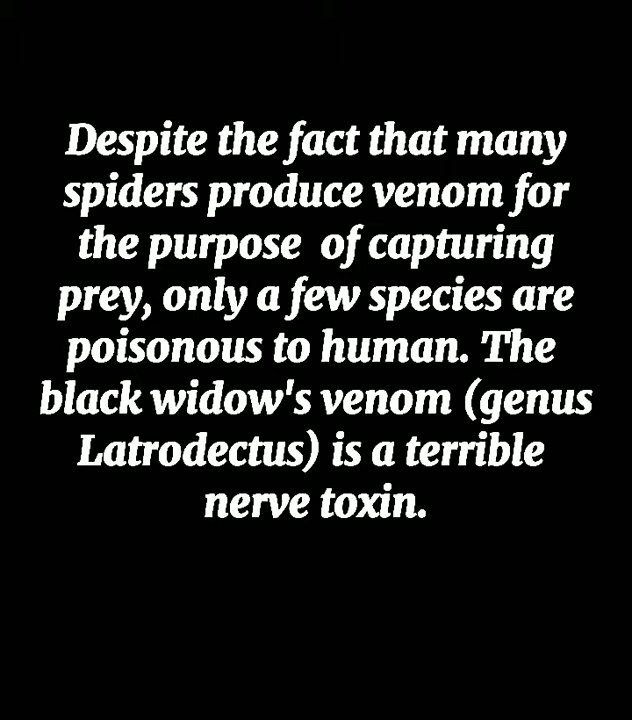 Despite the fact that many
spiders produce venom for
the purpose  of capturing
prey, only a few species are
poisonous to human. The
black widow's venom (genus
Latrodectus) is a terrible
nerve toxin.